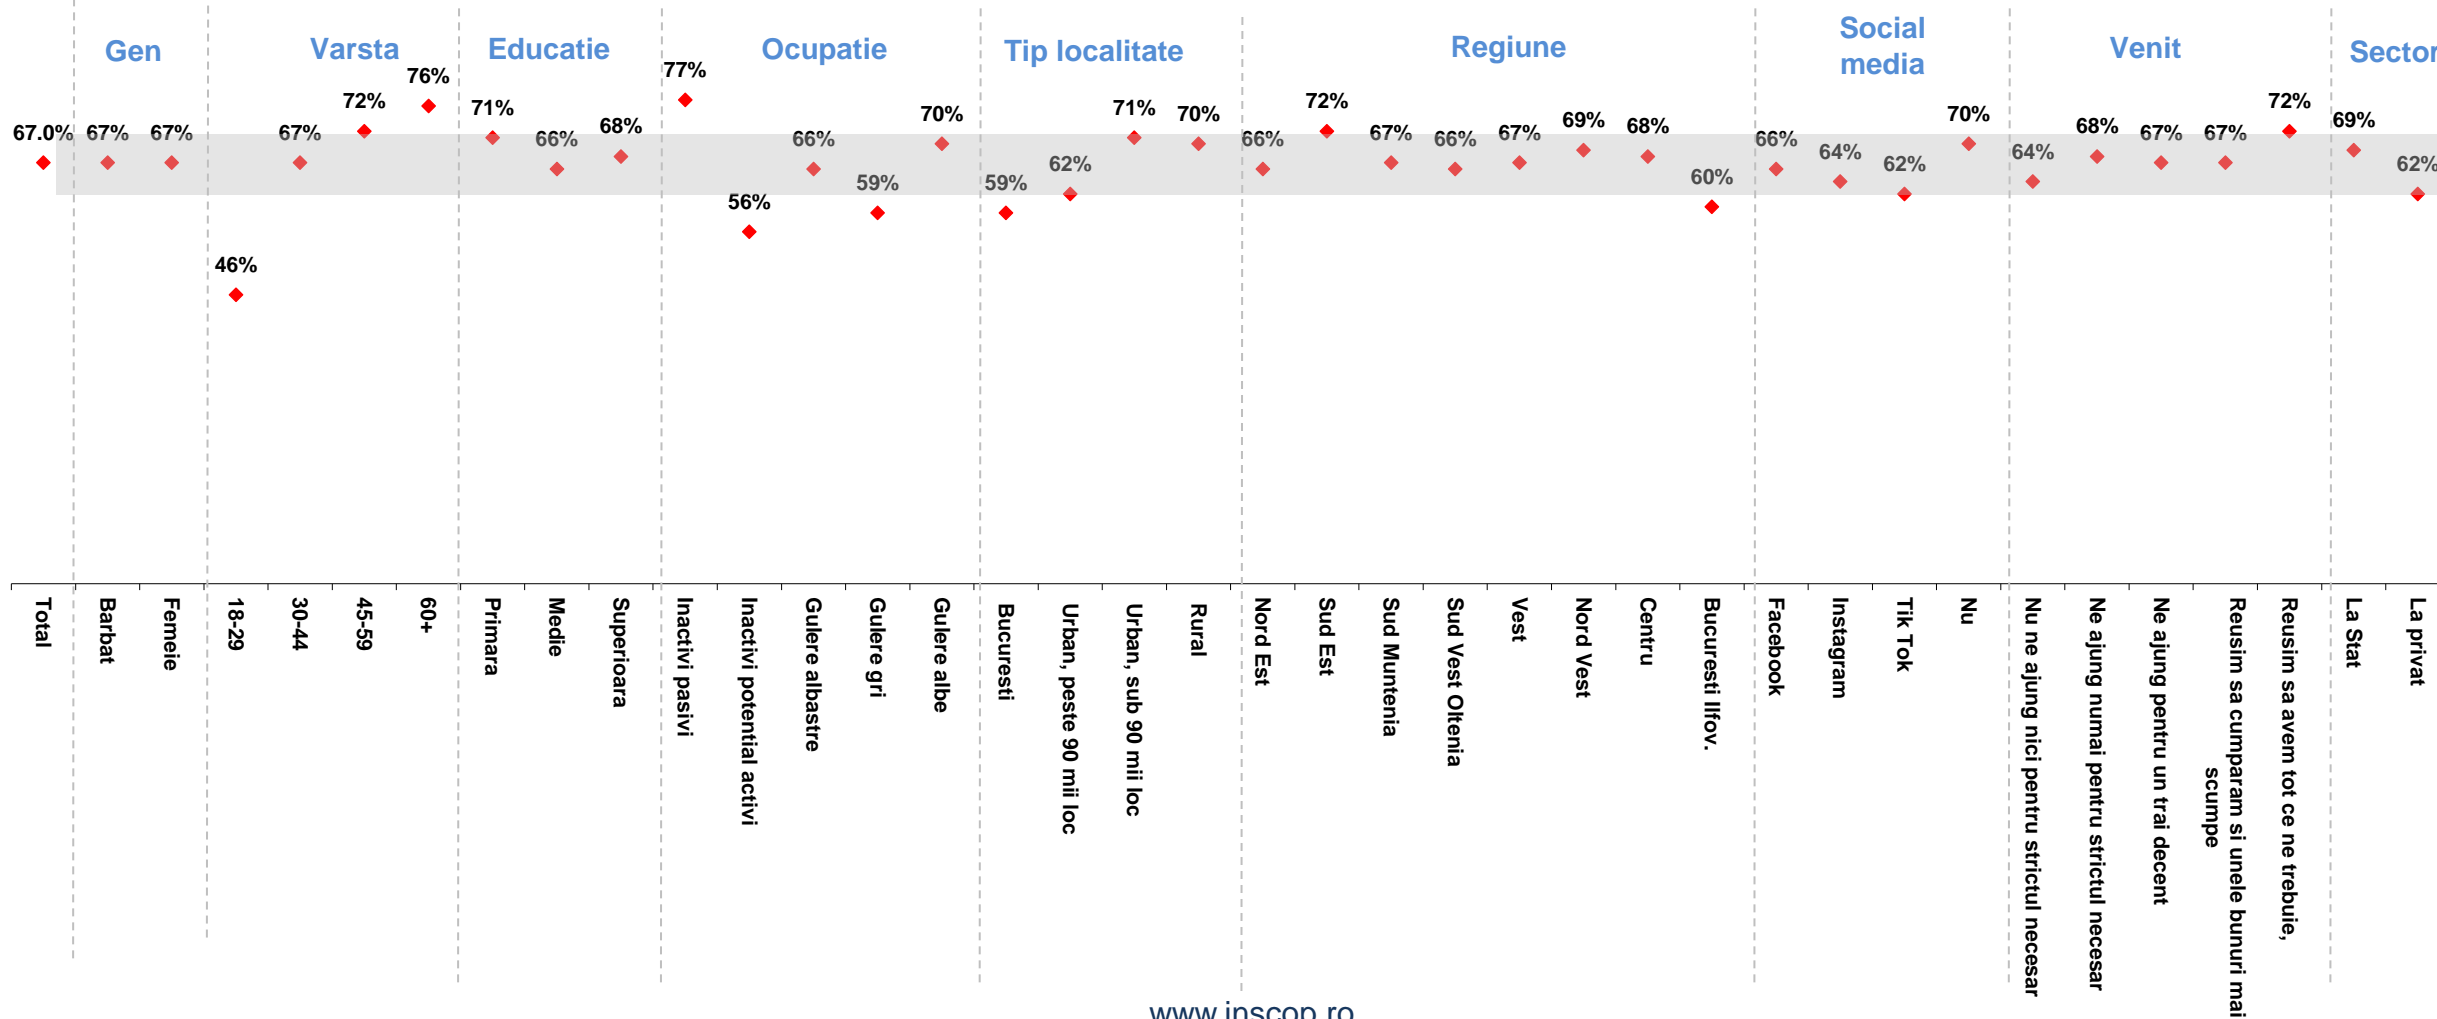 Gen
Varsta
Educatie
Ocupatie
Tip localitate
Regiune
Social
media
Venit
Sector
67.0%
67%
67%
46%
67%
72%
76%
71%
66%
68%
77%
56%
66%
59%
70%
59%
62%
71%
70%
66%
72%
67%
66%
67%
69%
68%
60%
66%
64%
62%
70%
64%
68%
67%
67%
72%
69%
62%
Total
Barbat
Femeie
18-29
30-44
45-59
60+
Primara
Medie
Superioara
Inactivi pasivi
Inactivi potential activi
Gulere albastre
Gulere gri
Gulere albe
Bucuresti
Urban, peste 90 mii loc
Urban, sub 90 mii loc
Rural
Nord Est
Sud Est
Sud Muntenia
Sud Vest Oltenia
Vest
Nord Vest
Centru
Bucuresti Ilfov.
Facebook
Instagram
Tik Tok
Nu
Nu ne ajung nici pentru strictul necesar
Ne ajung numai pentru strictul necesar
Ne ajung pentru un trai decent
Reusim sa cumparam si unele bunuri mai
scumpe
Reusim sa avem tot ce ne trebuie,
La Stat
La privat
www.inscop.ro